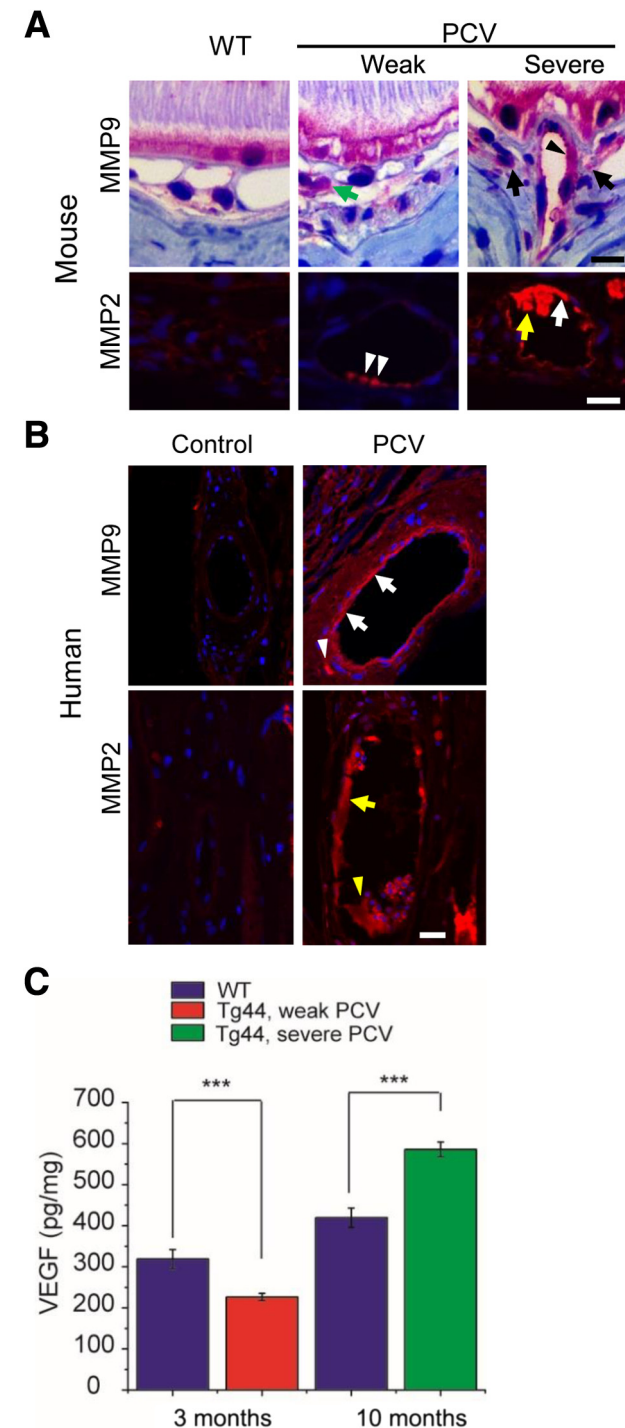 A
WT
PCV
Weak
Severe
Mouse
MMP9
MMP2
B
Control
PCV
Human
MMP9
MMP2
C
WT
Tg44, weak PCV
Tg44, severe PCV
VEGF (pg/mg)
700
600
500
400
300
200
100
0
***
***
3 months
10 months